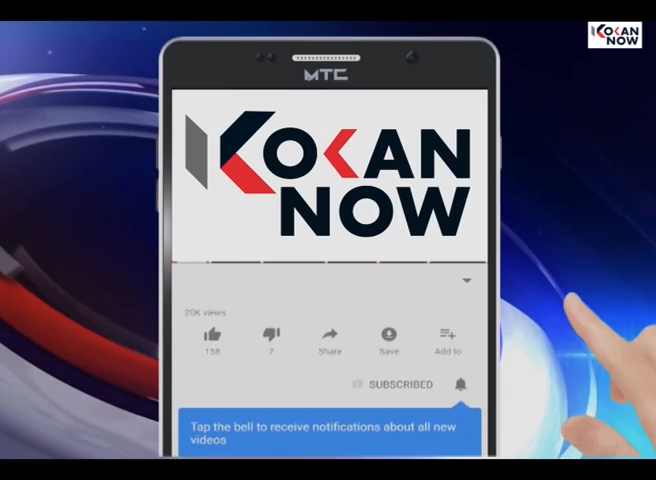 KOKAN
NOW
MTC
KOKAN
NOW
20K views
158
7
Share
Save
Add to
SUBSCRIBED
Tap the bell to receive notifications about all new
videos